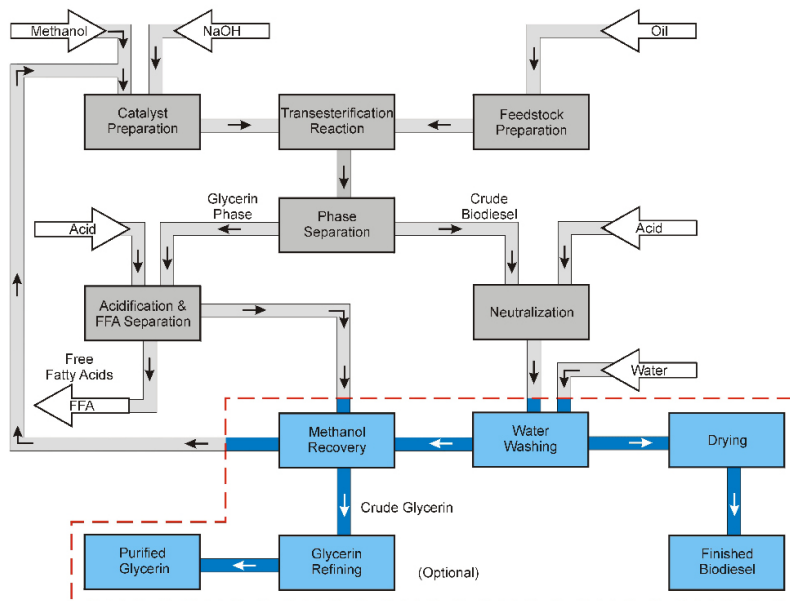 Methanol
NaOH
Oil
Catalyst
Preparation
Transesterification
Reaction
Feedstock
Preparation
Glycerin
Phase
Crude
Biodiesel
Phase
Separation
Acid
Acid
Acidification &
FFA Separation
Neutralization
Free
Fatty Acids
FFA
Water
Methanol
Recovery
Water
Washing
Drying
Crude Glycerin
Purified
Glycerin
Glycerin
Refining
(Optional)
Finished
Biodiesel